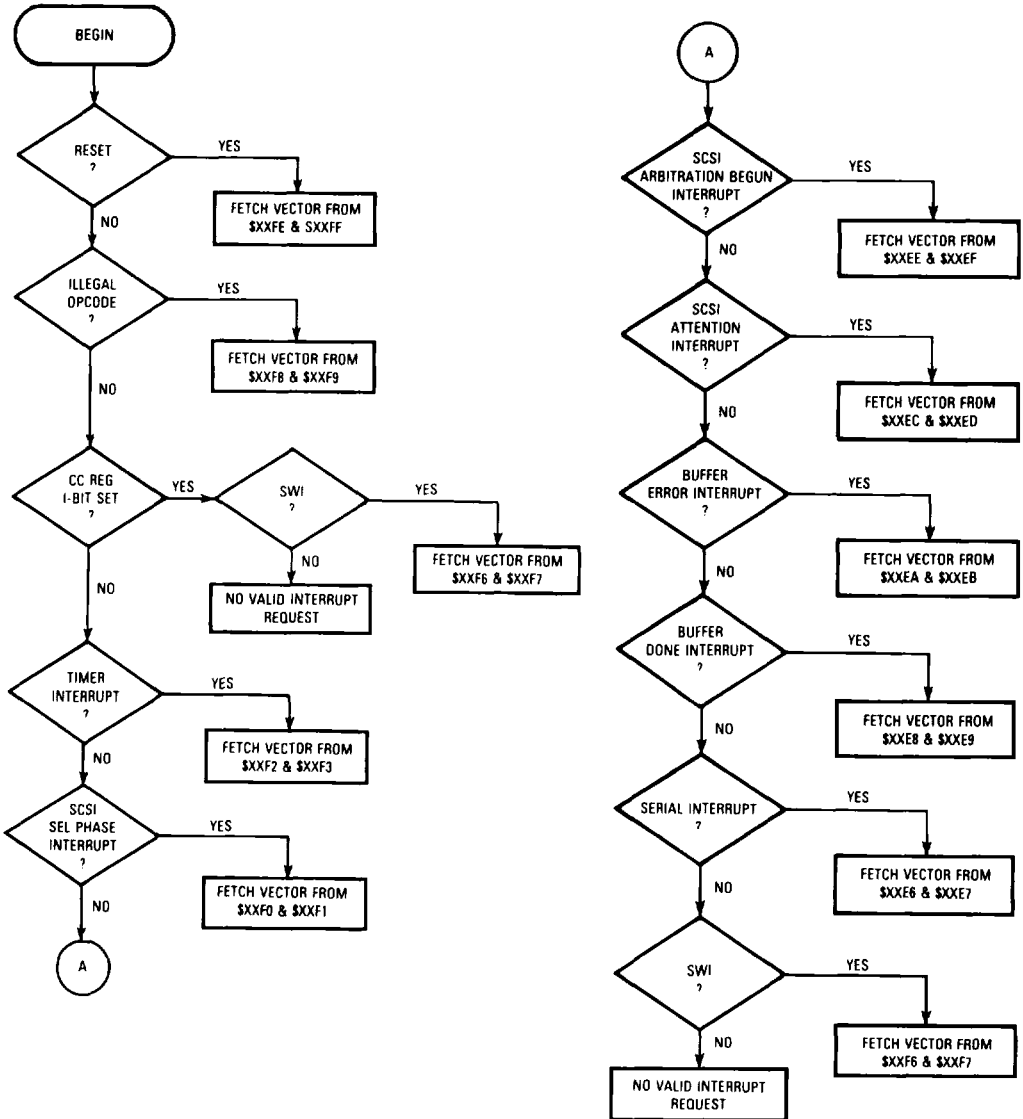 BEGIN
RESET
?
YES
FETCH VECTOR FROM
$XXFE & SXXFF
NO
ILLEGAL
OPCODE
?
YES
FETCH VECTOR FROM
$XXF8 & $XXF9
NO
CC REG
I-BIT SET
?
YES
SWI
?
YES
FETCH VECTOR FROM
$XXF6 & $XXF7
NO
NO VALID INTERRUPT
REQUEST
NO
TIMER
INTERRUPT
?
YES
FETCH VECTOR FROM
$XXF2 & $XXF3
NO
SCSI
SEL PHASE
INTERRUPT
?
YES
FETCH VECTOR FROM
$XXF0 & $XXF1
NO
A
A
SCSI
ARBITRATION BEGUN
INTERRUPT
?
YES
FETCH VECTOR FROM
$XXEE & $XXEF
NO
SCSI
ATTENTION
INTERRUPT
?
YES
FETCH VECTOR FROM
$XXEC & $XXED
NO
BUFFER
ERROR INTERRUPT
?
YES
FETCH VECTOR FROM
$XXEA & $XXEB
NO
BUFFER
DONE INTERRUPT
?
YES
FETCH VECTOR FROM
$XXE8 & $XXE9
NO
SERIAL INTERRUPT
?
YES
FETCH VECTOR FROM
$XXE6 & $XXE7
NO
SWI
?
YES
FETCH VECTOR FROM
$XXF6 & $XXF7
NO
NO VALID INTERRUPT
REQUEST